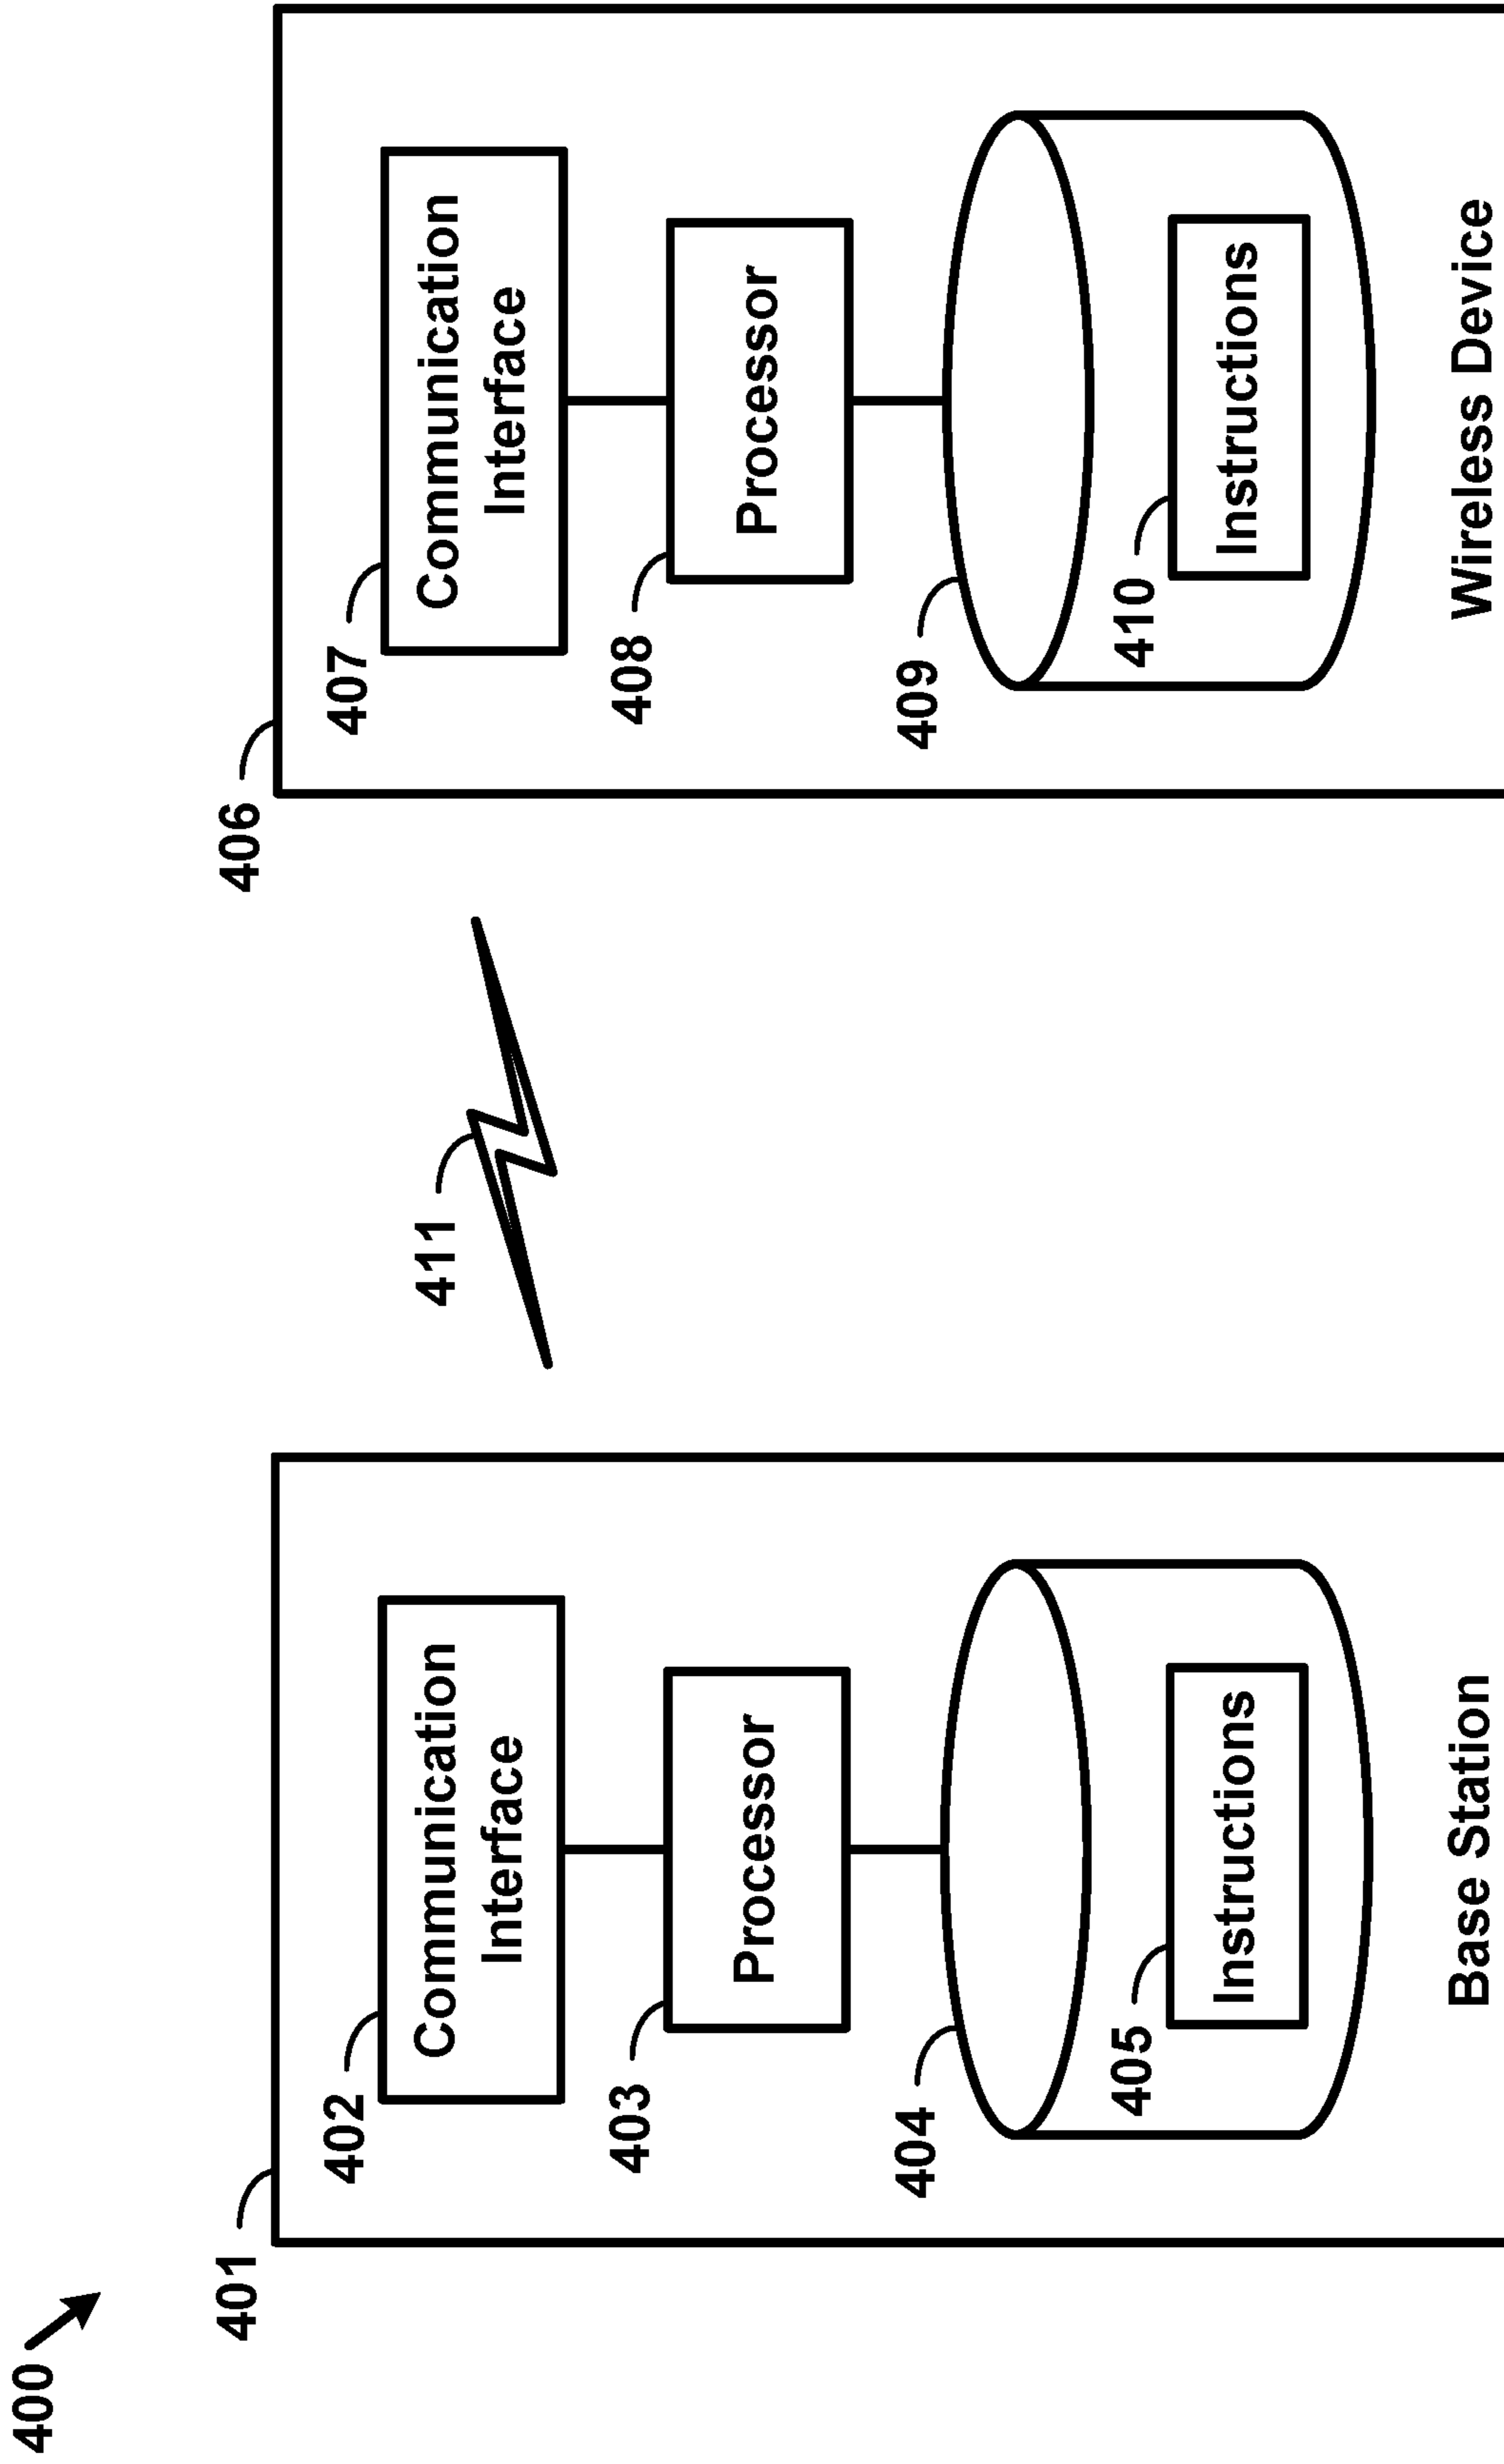 400
401
402
Communication
Interface
403
Processor
404
405
Instructions
Base Station
411
406
407
Communication
Interface
408
Processor
409
410
Instructions
Wireless Device